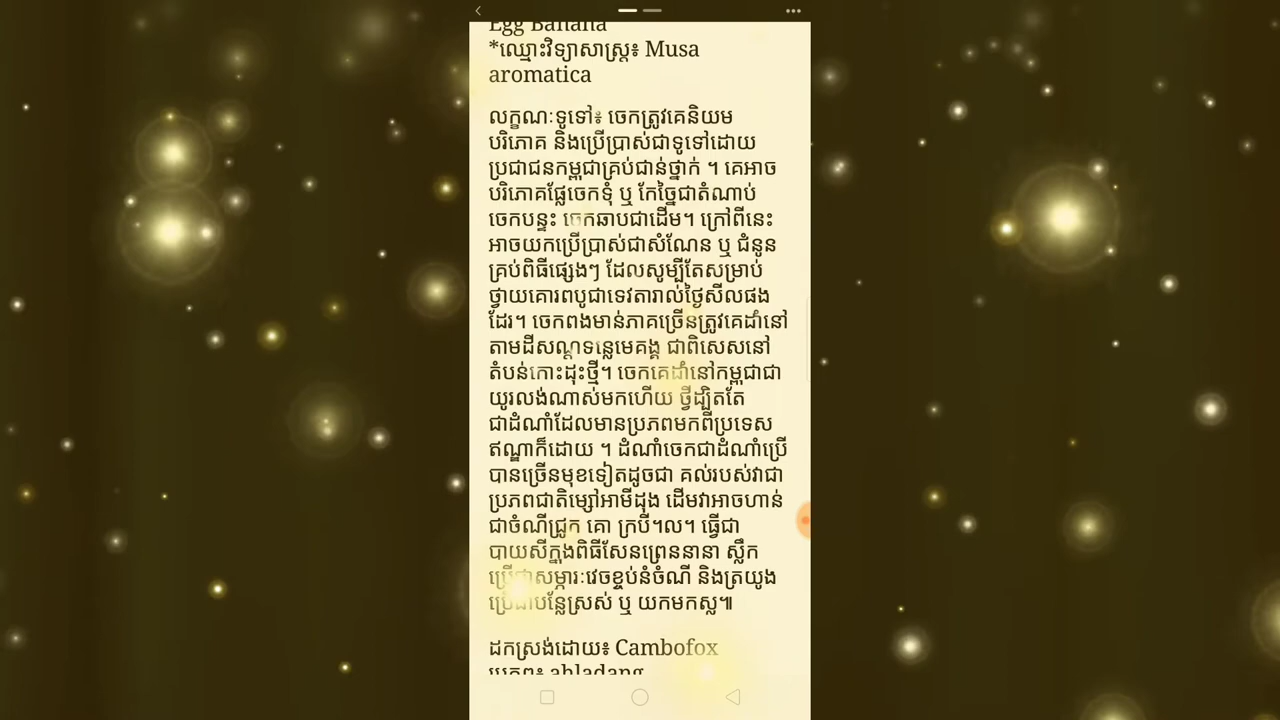 Egg Banana
*ឈ្មោះវិទ្យាសាស្ត្រ៖ Musa
aromatica
លក្ខណៈទូទៅ៖ ចេកត្រូវគេនិយម
បរិភោគ និងប្រើប្រាស់ជាទូទៅដោយ
ប្រជាជនកម្ពុជាគ្រប់ជាន់ថ្នាក់ ។ គេអាច
បរិភោគផ្លែចេកទុំ ឬ កែច្នៃជាតំណាប់
ចេកបន្ទះ ចេកឆាបជាដើម។ ក្រៅពីនេះ
អាចយកប្រើប្រាស់ជាសំណែន ឬ ជំនូន
គ្រប់ពិធីផ្សេងៗ ដែលសូម្បីតែសម្រាប់
ថ្វាយគោរពបូជាទេវតារាល់ថ្ងៃសីលផង
ដែរ។ ចេកពងមាន់ភាគច្រើនត្រូវគេដាំនៅ
តាមដីសណ្តទន្លេមេគង្គ ជាពិសេសនៅ
តំបន់កោះដុះថ្មី។ ចេកគេដាំនៅកម្ពុជាជា
យូរលង់ណាស់មកហើយ ថ្វីដ្បិតតែ
ជាដំណាំដែលមានប្រភពមកពីប្រទេស
ឥណ្ឌាក៏ដោយ ។ ដំណាំចេកជាដំណាំប្រើ
បានច្រើនមុខទៀតដូចជា គល់របស់វាជា
ប្រភពជាតិម្សៅអាមីដុង ដើមវាអាចហាន់
ជាចំណីជ្រូក គោ ក្របី។ល។ ធ្វើជា
បាយសីក្នុងពិធីសែនព្រេននានា ស្លឹក
ប្រើជាសម្ភារៈវេចខ្ចប់នំចំណី និងត្រយូង
ប្រើជាបន្លែស្រស់ ឬ យកមកស្ល៕
ដកស្រង់ដោយ៖ Cambofox
ប្រភព៖ ahladang